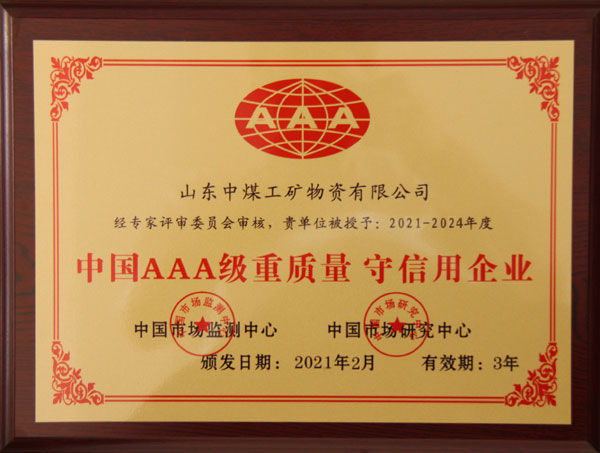 AAA
山东中煤工矿物资有限公司
经专家评审委员会审核，贵单位被授予：2021-2024年度
中国AAA级重质量 守信用企业
中国市场监测中心 中国市场研究中心
颁发日期： 2021年2月 有效期：3年